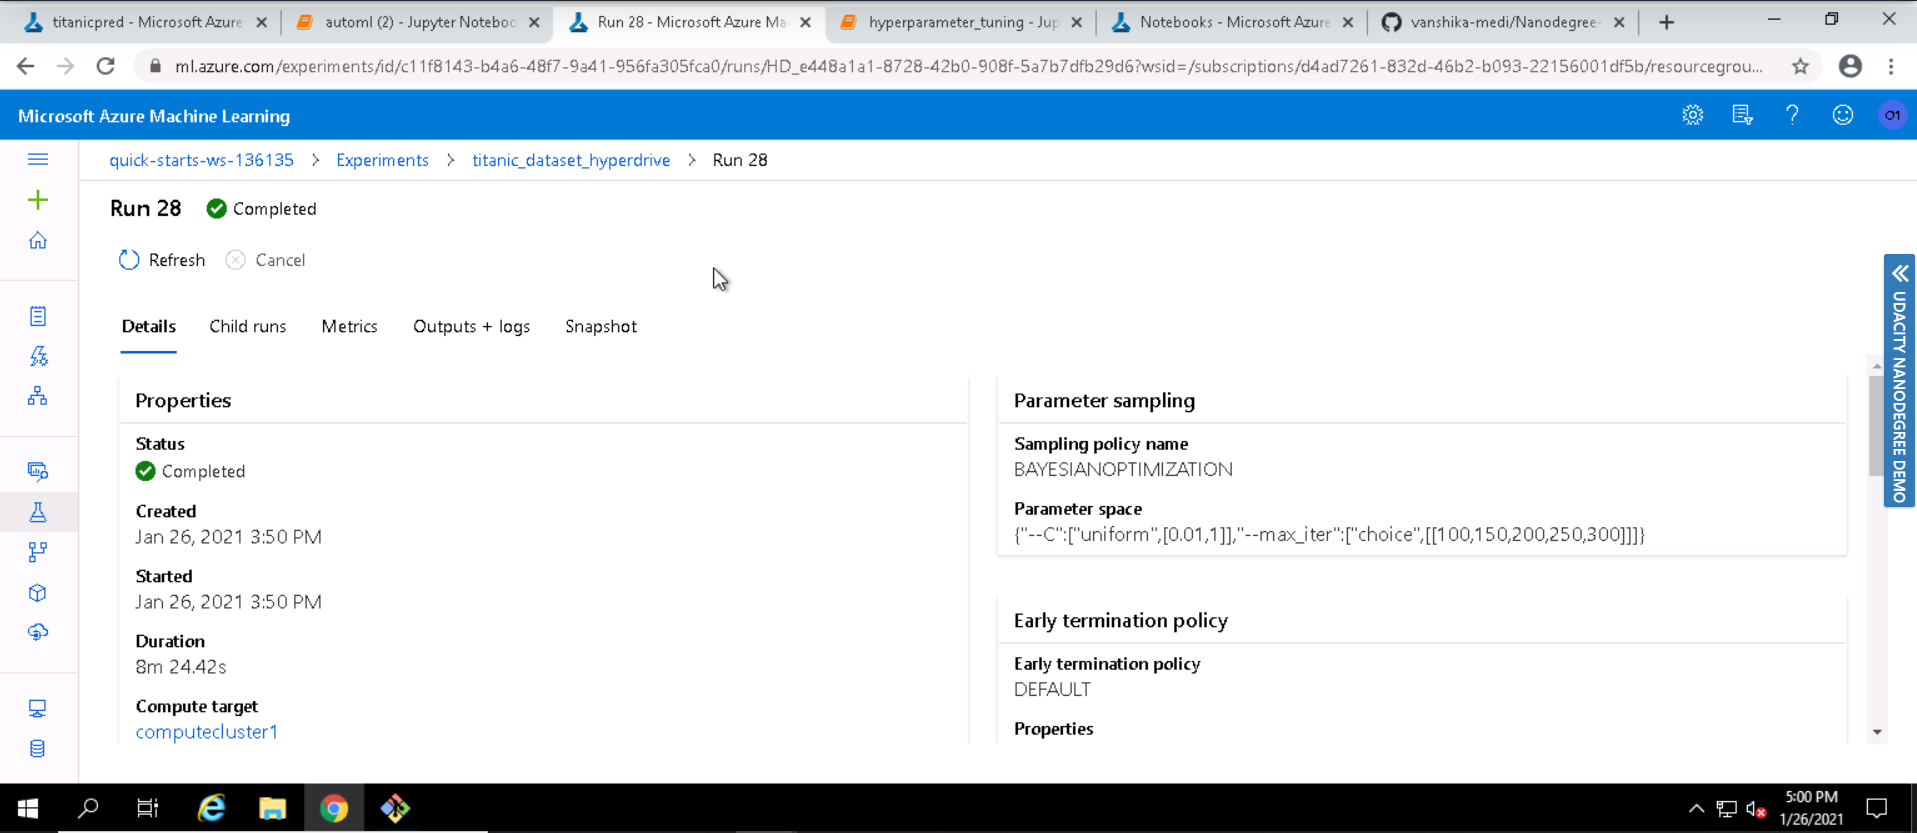 titanicpred - Microsoft Azure
automl (2) - Jupyter Noteboo
Run 28 - Microsoft Azure Ma
hyperparameter_tuning - Jup
Notebooks - Microsoft Azure
vanshika-medi/Nanodegree-
ml.azure.com/experiments/id/c11f8143-b4a6-48f7-9a41-956fa305fca0/runs/HD_e448a1a1-8728-42b0-908f-5a7b7dfb29d6?wsid=/subscriptions/d4ad7261-832d-46b2-b093-22156001df5b/resourcegrou...
Microsoft Azure Machine Learning
O1
quick-starts-ws-136135 > Experiments > titanic_dataset_hyperdrive > Run 28
Run 28 Completed
Refresh Cancel
Details Child runs Metrics Outputs + logs Snapshot
Properties
Status
Completed
Created
Jan 26, 2021 3:50 PM
Started
Jan 26, 2021 3:50 PM
Duration
8m 24.42s
Compute target
computecluster1
Parameter sampling
Sampling policy name
BAYESIANOPTIMIZATION
Parameter space
{"--C":["uniform",[0.01,1]],"--max_iter":["choice",[[100,150,200,250,300]]]}
Early termination policy
Early termination policy
DEFAULT
Properties
UDACITY NANODEGREE DEMO
5:00 PM
1/26/2021